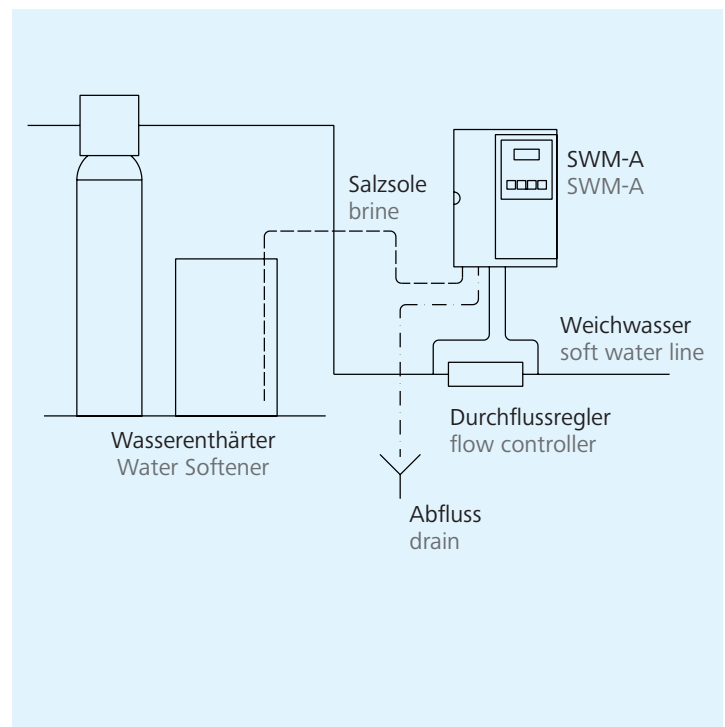 SWM-A
SWM-A
Salzsole
brine
Weichwasser
soft water line
Durchflussregler
flow controller
Wasserenthärter
Water Softener
Abfluss
drain